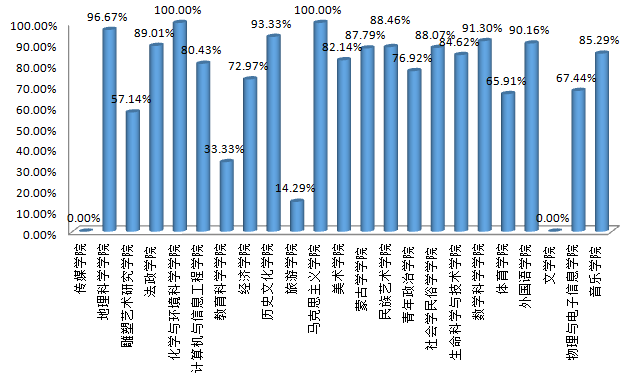 100.00%
90.00%
80.00%
70.00%
60.00%
50.00%
40.00%
30.00%
20.00%
10.00%
0.00%
0.00%
96.67%
57.14%
89.01%
100.00%
80.43%
33.33%
72.97%
93.33%
14.29%
100.00%
82.14%
87.79%
88.46%
76.92%
88.07%
84.62%
91.30%
65.91%
90.16%
0.00%
67.44%
85.29%
传媒学院
地理科学学院
雕塑艺术研究学院
法政学院
化学与环境科学学院
计算机与信息工程学院
教育科学学院
经济学院
历史文化学院
旅游学院
马克思主义学院
美术学院
蒙古学学院
民族艺术学院
青年政治学院
社会学民俗学学院
生命科学与技术学院
数学科学学院
体育学院
外国语学院
文学院
物理与电子信息学院
音乐学院